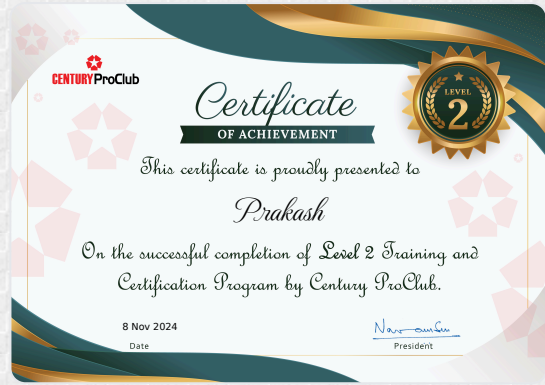 CENTURY ProClub
Certificate
OF ACHIEVEMENT
LEVEL
2
This certificate is proudly presented to
Prakash
On the successful completion of Level 2 Training and
Certification Program by Century ProClub.
8 Nov 2024
Date
President